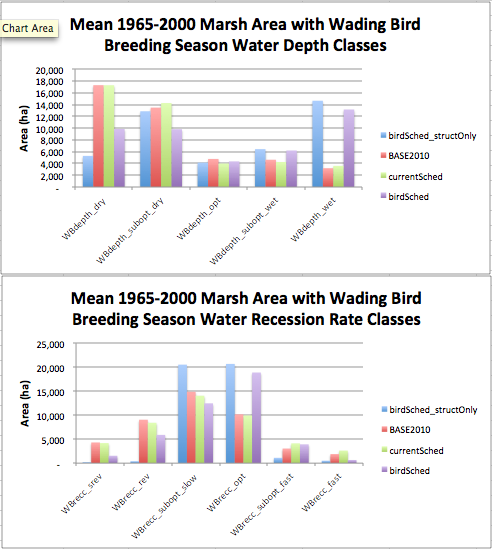 Chart Area
Mean 1965-2000 Marsh Area with Wading Bird
Breeding Season Water Depth Classes
Area (ha)
20,000
18,000
16,000
14,000
12,000
10,000
8,000
6,000
4,000
2,000
-
WBdepth_dry
WBdepth_subopt_dry
WBdepth_opt
WBdepth_subopt_wet
WBdepth_wet
birdSched_structOnly
BASE2010
currentSched
birdSched
Mean 1965-2000 Marsh Area with Wading Bird
Breeding Season Water Recession Rate Classes
Area (ha)
25,000
20,000
15,000
10,000
5,000
-
WBrecc_srev
WBrecc_rev
WBrecc_subopt_slow
WBrecc_opt
WBrecc_subopt_fast
WBrecc_fast
birdSched_structOnly
BASE2010
currentSched
birdSched